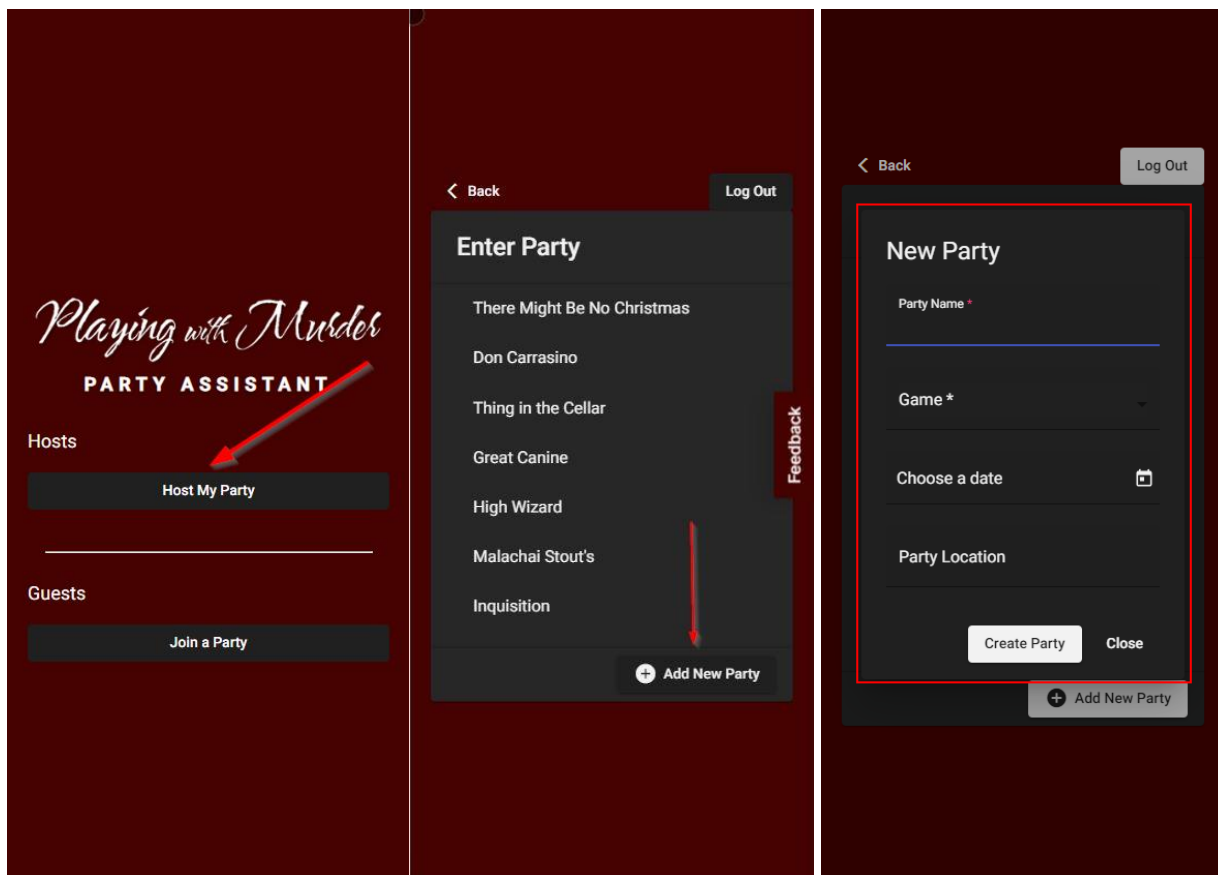 Playing with Murder
PARTY ASSISTANT
Hosts
Host My Party
Guests
Join a Party
Back
Log Out
Enter Party
There Might Be No Christmas
Don Carrasino
Thing in the Cellar
Great Canine
High Wizard
Malachai Stout's
Inquisition
Add New Party
Feedback
Back
Log Out
New Party
Party Name *
Game *
Choose a date
Party Location
Create Party
Close
Add New Party